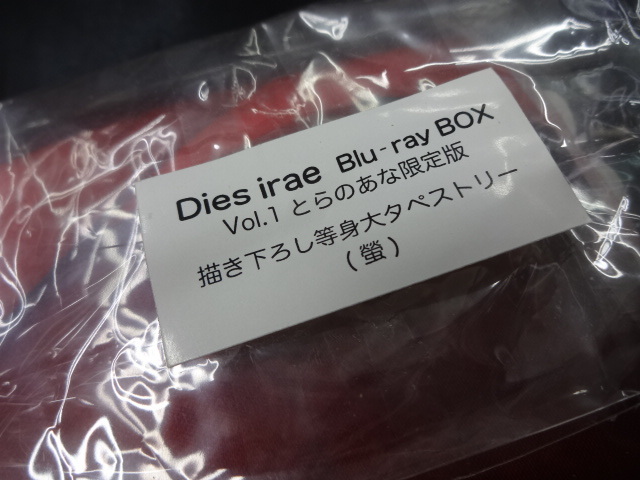 Dies irae Blu-ray BOX
Vol.1 とらのあな限定版
描き下ろし等身大タペストリー
(螢)